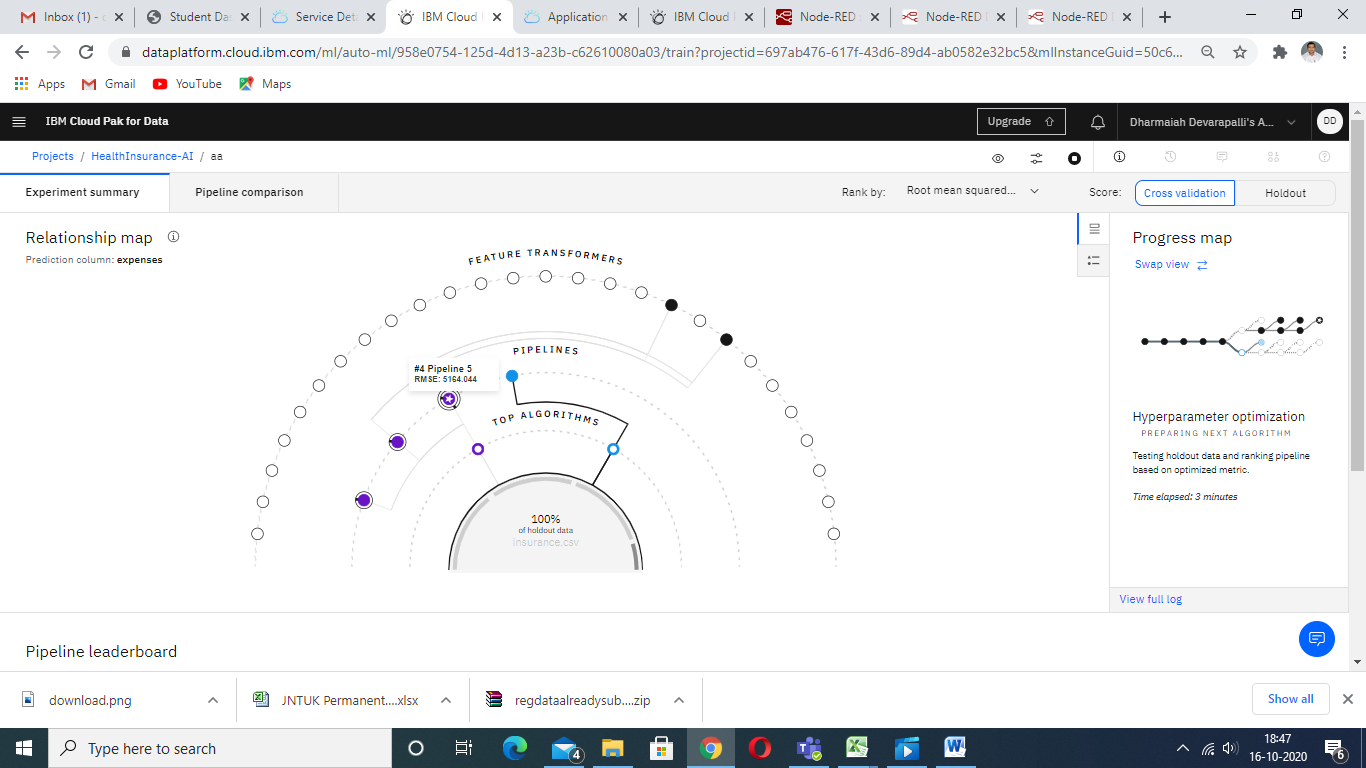 Inbox (1) - c
Student Das
Service Deta
IBM Cloud P
Application
IBM Cloud P
Node-RED :
Node-RED
Node-RED
dataplatform.cloud.ibm.com/ml/auto-ml/958e0754-125d-4d13-a23b-c62610080a03/train?projectid=697ab476-617f-43d6-89d4-ab0582e32bc5&mlInstanceGuid=50c6...
Apps
Gmail
YouTube
Maps
IBM Cloud Pak for Data
Upgrade
Dharmaiah Devarapalli's A...
DD
Projects / HealthInsurance-AI / aa
Experiment summary
Pipeline comparison
Rank by:
Root mean squared...
Score:
Cross validation
Holdout
Relationship map
Prediction column: expenses
FEATURE TRANSFORMERS
PIPELINES
#4 Pipeline 5
RMSE: 5164.044
TOP ALGORITHMS
100%
of holdout data
insurance.csv
Progress map
Swap view
Hyperparameter optimization
PREPARING NEXT ALGORITHM
Testing holdout data and ranking pipeline
based on optimized metric.
Time elapsed: 3 minutes
View full log
Pipeline leaderboard
download.png
JNTUK Permanent....xlsx
regdataalreadysub....zip
Show all
Type here to search
4
18:47
16-10-2020
6